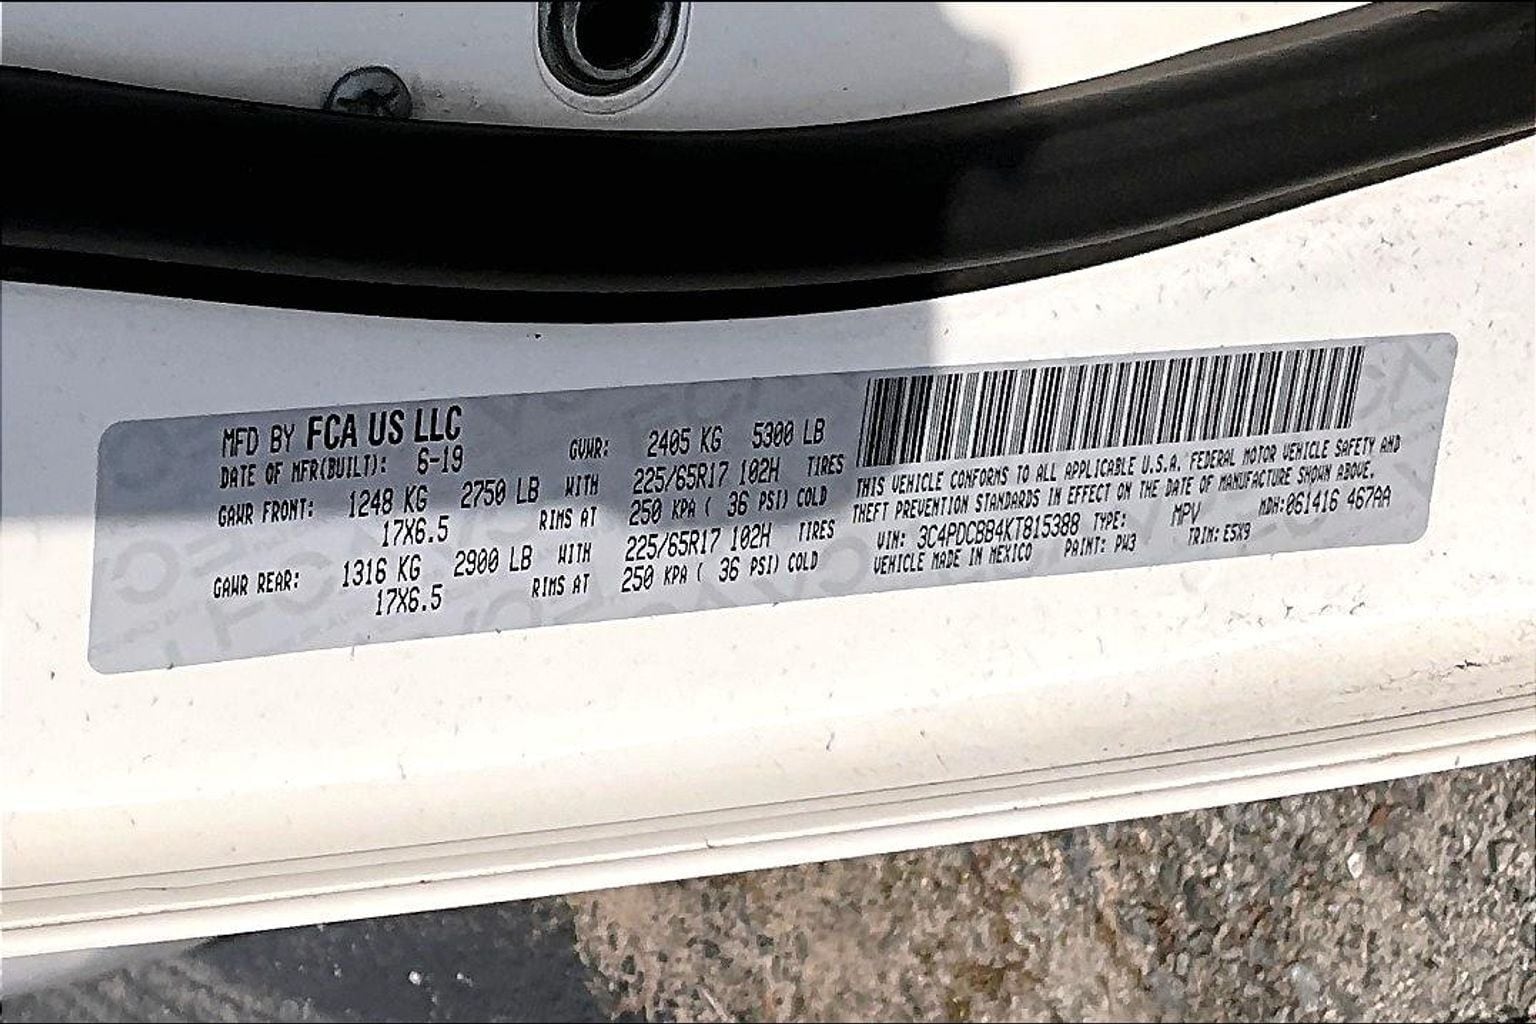 MFD BY FCA US LLC GVWR: 2405 KG 5300 LB
DATE OF MFR(BUILT): 6-19
GAWR FRONT: 1248 KG 2750 LB WITH 225/65R17 102H TIRES
17X6.5 RIMS AT 250 KPA ( 36 PSI) COLD
GAWR REAR: 1316 KG 2900 LB WITH 225/65R17 102H TIRES
17X6.5 RIMS AT 250 KPA ( 36 PSI) COLD
THIS VEHICLE CONFORMS TO ALL APPLICABLE U.S.A. FEDERAL MOTOR VEHICLE SAFETY AND
THEFT PREVENTION STANDARDS IN EFFECT ON THE DATE OF MANUFACTURE SHOWN ABOVE.
VIN: 3C4PDCBB4KT815388 TYPE: MPV MDH:061416 467AA
VEHICLE MADE IN MEXICO PAINT: PW3 TRIM: E5X9